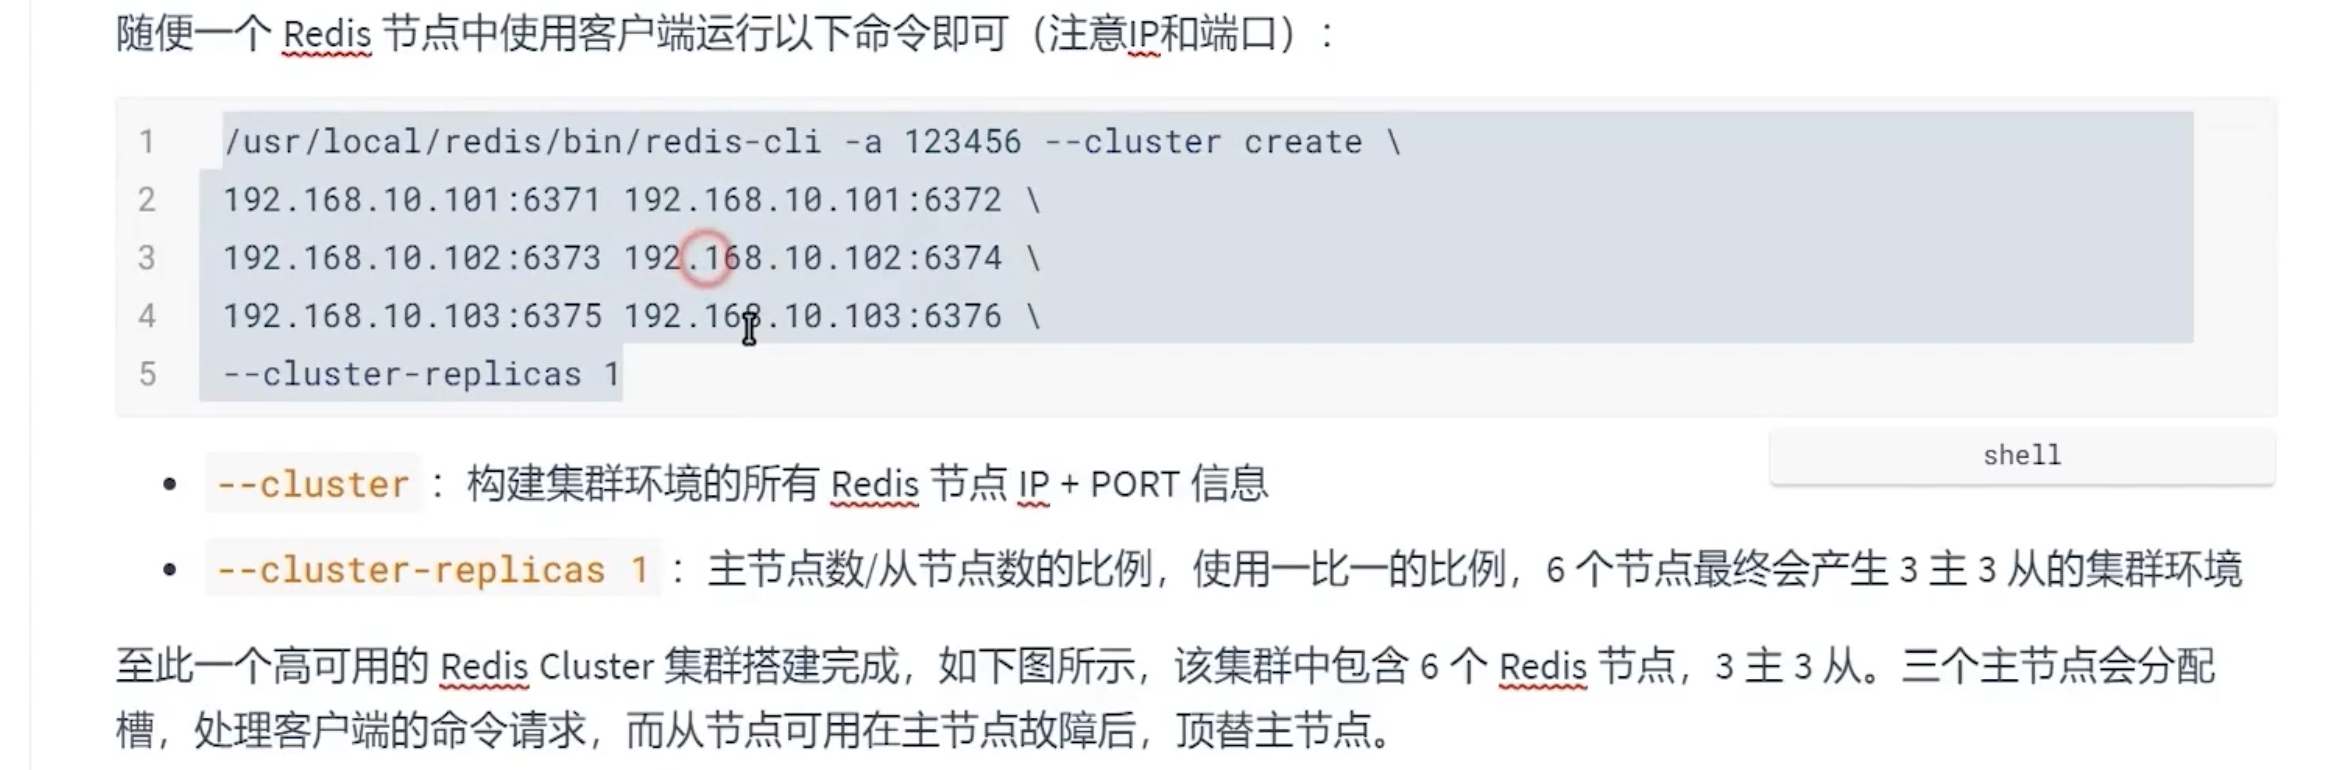 随便一个 Redis 节点中使用客户端运行以下命令即可（注意IP和端口）：
1 /usr/local/redis/bin/redis-cli -a 123456 --cluster create \
2 192.168.10.101:6371 192.168.10.101:6372 \
3 192.168.10.102:6373 192.168.10.102:6374 \
4 192.168.10.103:6375 192.168.10.103:6376 \
5 --cluster-replicas 1
shell
• --cluster ：构建集群环境的所有 Redis 节点 IP + PORT 信息
• --cluster-replicas 1 ：主节点数/从节点数的比例，使用一比一的比例，6 个节点最终会产生 3 主 3 从的集群环境
至此一个高可用的 Redis Cluster 集群搭建完成，如下图所示，该集群中包含 6 个 Redis 节点，3 主 3 从。三个主节点会分配
槽，处理客户端的命令请求，而从节点可用在主节点故障后，顶替主节点。